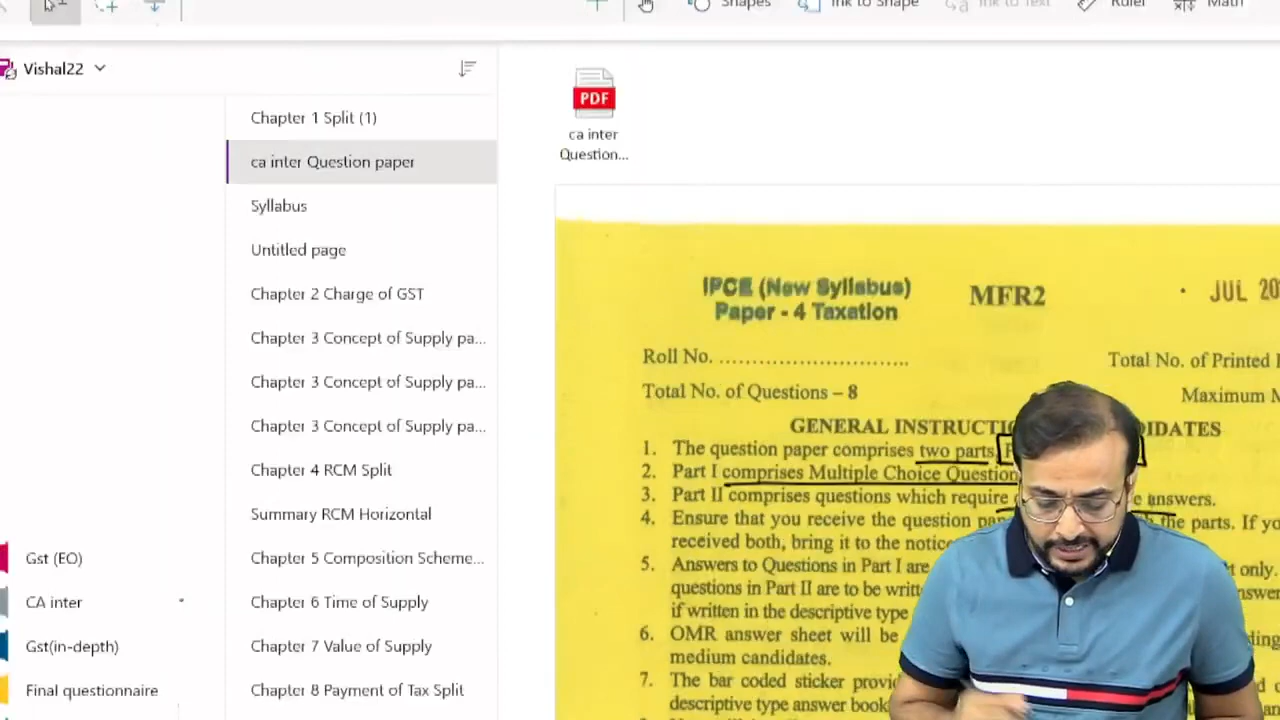 Shapes
Ink to Shape
Ink to Text
Ruler
Math
Vishal22
Chapter 1 Split (1)
ca inter Question paper
Syllabus
Untitled page
Chapter 2 Charge of GST
Chapter 3 Concept of Supply pa...
Chapter 3 Concept of Supply pa...
Chapter 3 Concept of Supply pa...
Chapter 4 RCM Split
Summary RCM Horizontal
Chapter 5 Composition Scheme...
Chapter 6 Time of Supply
Chapter 7 Value of Supply
Chapter 8 Payment of Tax Split
Gst (EO)
CA inter
Gst(in-depth)
Final questionnaire
PDF
ca inter
Question...
IPCE (New Syllabus)
Paper - 4 Taxation
MFR2
JUL 20
Roll No. ...............................
Total No. of Printed
Total No. of Questions – 8
Maximum
GENERAL
1. The question paper comprises two parts,
2. Part I comprises Multiple Choice
3. Part II comprises questions which require answers.
4. Ensure that you receive the question the parts. If
received both, bring it to the
5. Answers to Questions in Part I are only.
questions in Part II are to be
if written in the descriptive type
6. OMR answer sheet will be
medium candidates.
7. The bar coded sticker
descriptive type answer